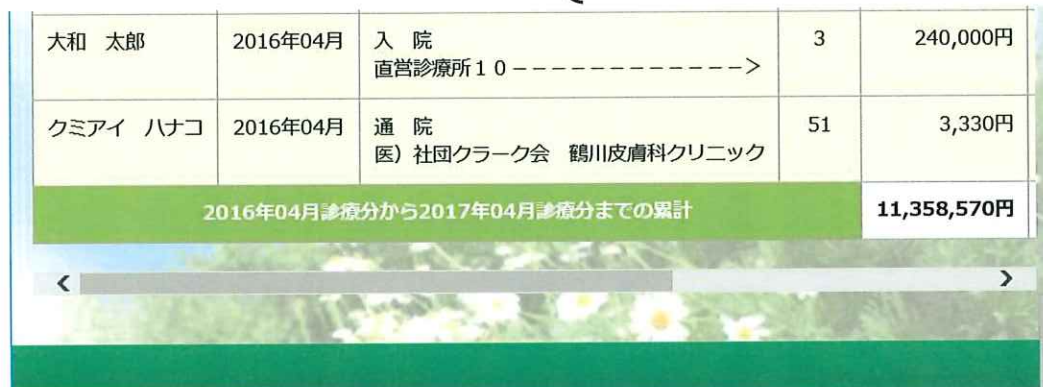 大和 太郎 2016年04月 入 院 3 240,000円
直営診療所10------------>
クミアイ ハナコ 2016年04月 通 院 51 3,330円
医)社団クラーク会 鶴川皮膚科クリニック
2016年04月診療分から2017年04月診療分までの累計 11,358,570円